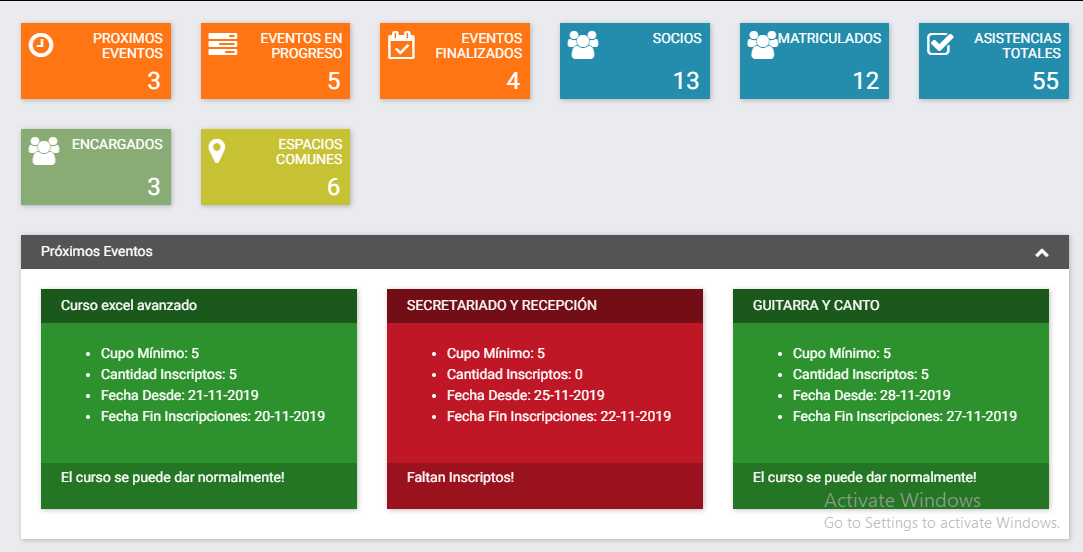 PROXIMOS
EVENTOS
3
EVENTOS EN
PROGRESO
5
EVENTOS
FINALIZADOS
4
SOCIOS
13
MATRICULADOS
12
ASISTENCIAS
TOTALES
55
ENCARGADOS
3
ESPACIOS
COMUNES
6
Próximos Eventos
Curso excel avanzado
• Cupo Mínimo: 5
• Cantidad Inscriptos: 5
• Fecha Desde: 21-11-2019
• Fecha Fin Inscripciones: 20-11-2019
El curso se puede dar normalmente!
SECRETARIADO Y RECEPCIÓN
• Cupo Mínimo: 5
• Cantidad Inscriptos: 0
• Fecha Desde: 25-11-2019
• Fecha Fin Inscripciones: 22-11-2019
Faltan Inscriptos!
GUITARRA Y CANTO
• Cupo Mínimo: 5
• Cantidad Inscriptos: 5
• Fecha Desde: 28-11-2019
• Fecha Fin Inscripciones: 27-11-2019
El curso se puede dar normalmente!
Activate Windows
Go to Settings to activate Windows.